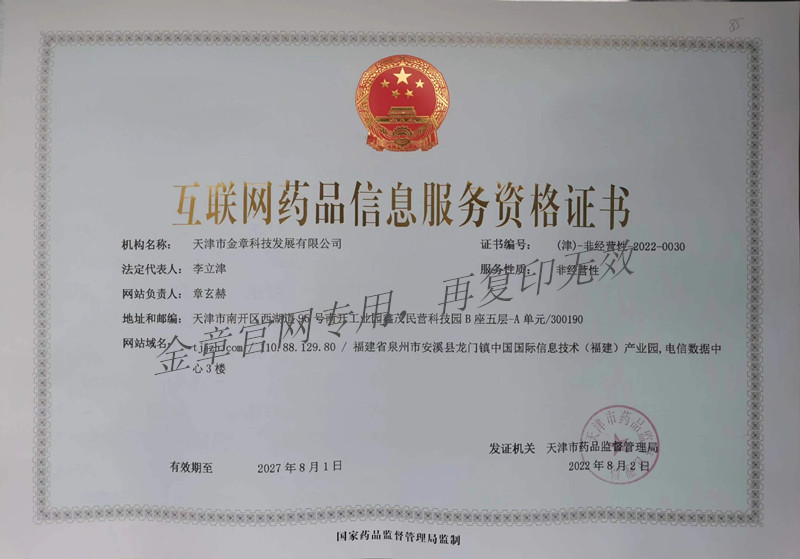 互联网药品信息服务资格证书
机构名称: 天津市金章科技发展有限公司 证书编号: (津)-非经营性-2022-0030
法定代表人: 李立津 服务性质: 非经营性
网站负责人: 章玄赫
地址和邮编: 天津市南开区西湖道 号南开工业园鑫茂民营科技园B座五层-A单元/300190
网站域名: .88.129.80 / 福建省泉州市安溪县龙门镇中国国际信息技术(福建)产业园,电信数据中
心3楼
金章官网专用,再复印无效
发证机关 天津市药品监督管理局
有效期至 2027年8月1日 2022年8月2日
国家药品监督管理局监制